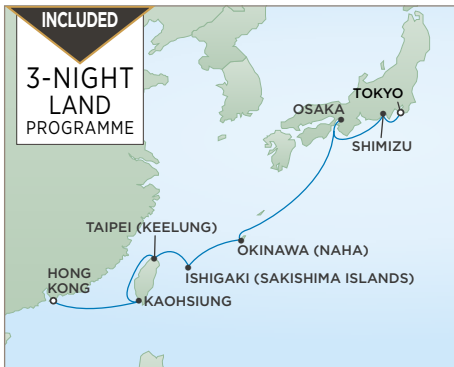 INCLUDED
3-NIGHT
LAND
PROGRAMME
TOKYO
OSAKA
SHIMIZU
TAIPEI (KEELUNG)
OKINAWA (NAHA)
HONG
KONG
ISHIGAKI (SAKISHIMA ISLANDS)
KAOHSIUNG